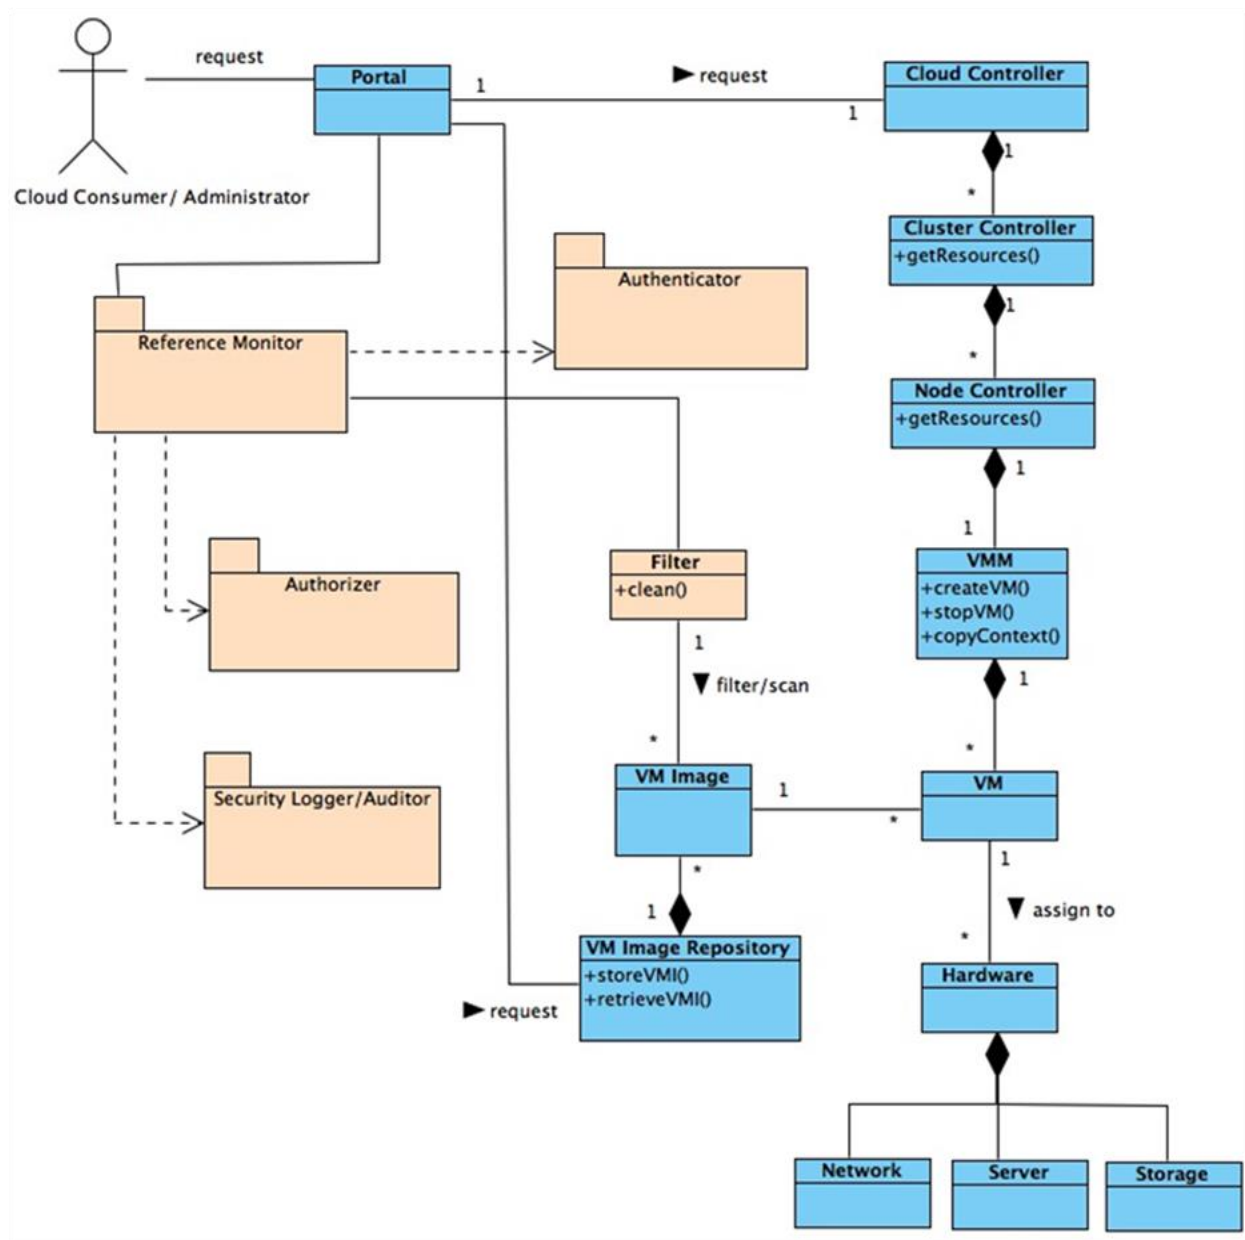 request
Portal
1
► request
1
Cloud Controller
1
*
Cloud Consumer/ Administrator
Cluster Controller
+getResources()
1
*
Authenticator
Reference Monitor
Node Controller
+getResources()
1
1
Authorizer
Filter
+clean()
1
▼ filter/scan
*
VMM
+createVM()
+stopVM()
+copyContext()
1
*
Security Logger/Auditor
VM Image
1
*
VM
*
1
1
▼ assign to
*
VM Image Repository
+storeVMI()
+retrieveVMI()
► request
Hardware
Network
Server
Storage